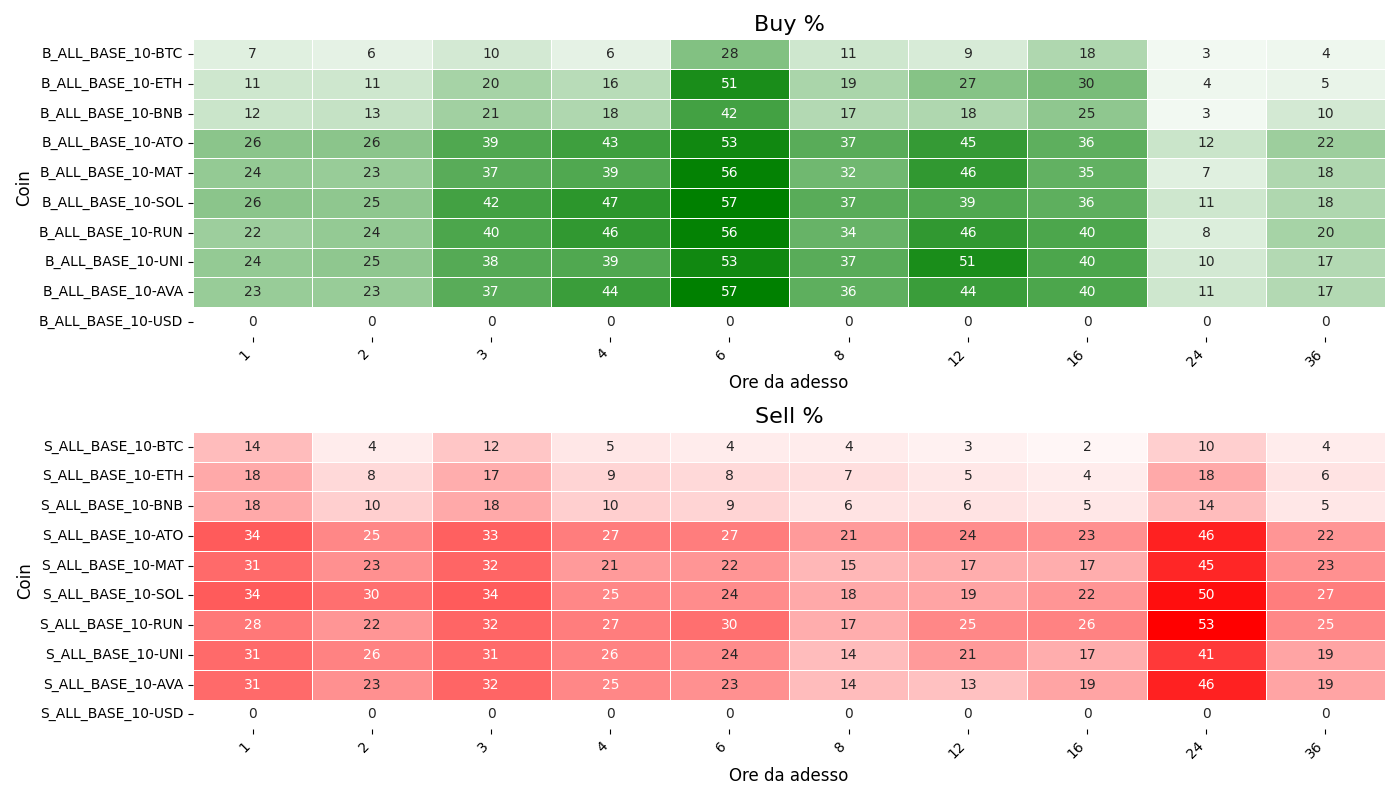 Buy %
Coin
B_ALL_BASE_10-BTC 7 6 10 6 28 11 9 18 3 4
B_ALL_BASE_10-ETH 11 11 20 16 51 19 27 30 4 5
B_ALL_BASE_10-BNB 12 13 21 18 42 17 18 25 3 10
B_ALL_BASE_10-ATO 26 26 39 43 53 37 45 36 12 22
B_ALL_BASE_10-MAT 24 23 37 39 56 32 46 35 7 18
B_ALL_BASE_10-SOL 26 25 42 47 57 37 39 36 11 18
B_ALL_BASE_10-RUN 22 24 40 46 56 34 46 40 8 20
B_ALL_BASE_10-UNI 24 25 38 39 53 37 51 40 10 17
B_ALL_BASE_10-AVA 23 23 37 44 57 36 44 40 11 17
B_ALL_BASE_10-USD 0 0 0 0 0 0 0 0 0 0
1 2 3 4 6 8 12 16 24 36
Ore da adesso
Sell %
Coin
S_ALL_BASE_10-BTC 14 4 12 5 4 4 3 2 10 4
S_ALL_BASE_10-ETH 18 8 17 9 8 7 5 4 18 6
S_ALL_BASE_10-BNB 18 10 18 10 9 6 6 5 14 5
S_ALL_BASE_10-ATO 34 25 33 27 27 21 24 23 46 22
S_ALL_BASE_10-MAT 31 23 32 21 22 15 17 17 45 23
S_ALL_BASE_10-SOL 34 30 34 25 24 18 19 22 50 27
S_ALL_BASE_10-RUN 28 22 32 27 30 17 25 26 53 25
S_ALL_BASE_10-UNI 31 26 31 26 24 14 21 17 41 19
S_ALL_BASE_10-AVA 31 23 32 25 23 14 13 19 46 19
S_ALL_BASE_10-USD 0 0 0 0 0 0 0 0 0 0
1 2 3 4 6 8 12 16 24 36
Ore da adesso